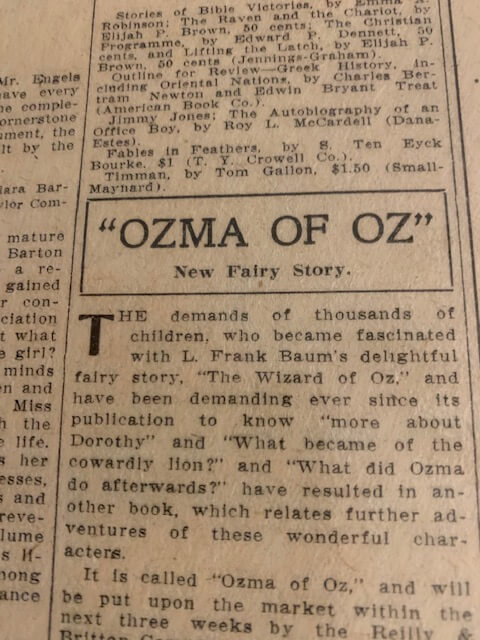 Mr. Engels
ave every
he comple-
ornerstone
ument, the
lt by the
lara Bar-
ylor Com-
mature
Barton
a re-
gained
r con-
ciation
t what
e girl?
minds
en and
Miss
h the
e life.
s her
esses,
s and
reve-
lume
s if-
nong
ance
Stories of Bible Victories, by Emma
Robinson; The Raven and the Chariot, by
Elijah P. Brown, 50 cents; The Christian
Programme, by Edward P. Dennett, 50
cents, and Lifting the Latch, by Elijah P.
Brown, 50 cents (Jennings-Graham).
Outline for Review—Greek History, in-
cluding Oriental Nations, by Charles Ber-
tram Newton and Edwin Bryant Treat
(American Book Co.).
Jimmy Jones; The Autobiography of an
Office Boy, by Roy L. McCardell (Dana-
Estes).
Fables in Feathers, by S. Ten Eyck
Bourke. $1 (T. Y. Crowell Co.).
Timman, by Tom Gallon, $1.50 (Small-
Maynard).
"OZMA OF OZ"
New Fairy Story.
THE demands of thousands of
children, who became fascinated
with L. Frank Baum's delightful
fairy story, "The Wizard of Oz," and
have been demanding ever since its
publication to know "more about
Dorothy" and "What became of the
cowardly lion?" and "What did Ozma
do afterwards?" have resulted in an-
other book, which relates further ad-
ventures of these wonderful char-
acters.
It is called "Ozma of Oz," and will
be put upon the market within the
next three weeks by the Reilly &
Britton